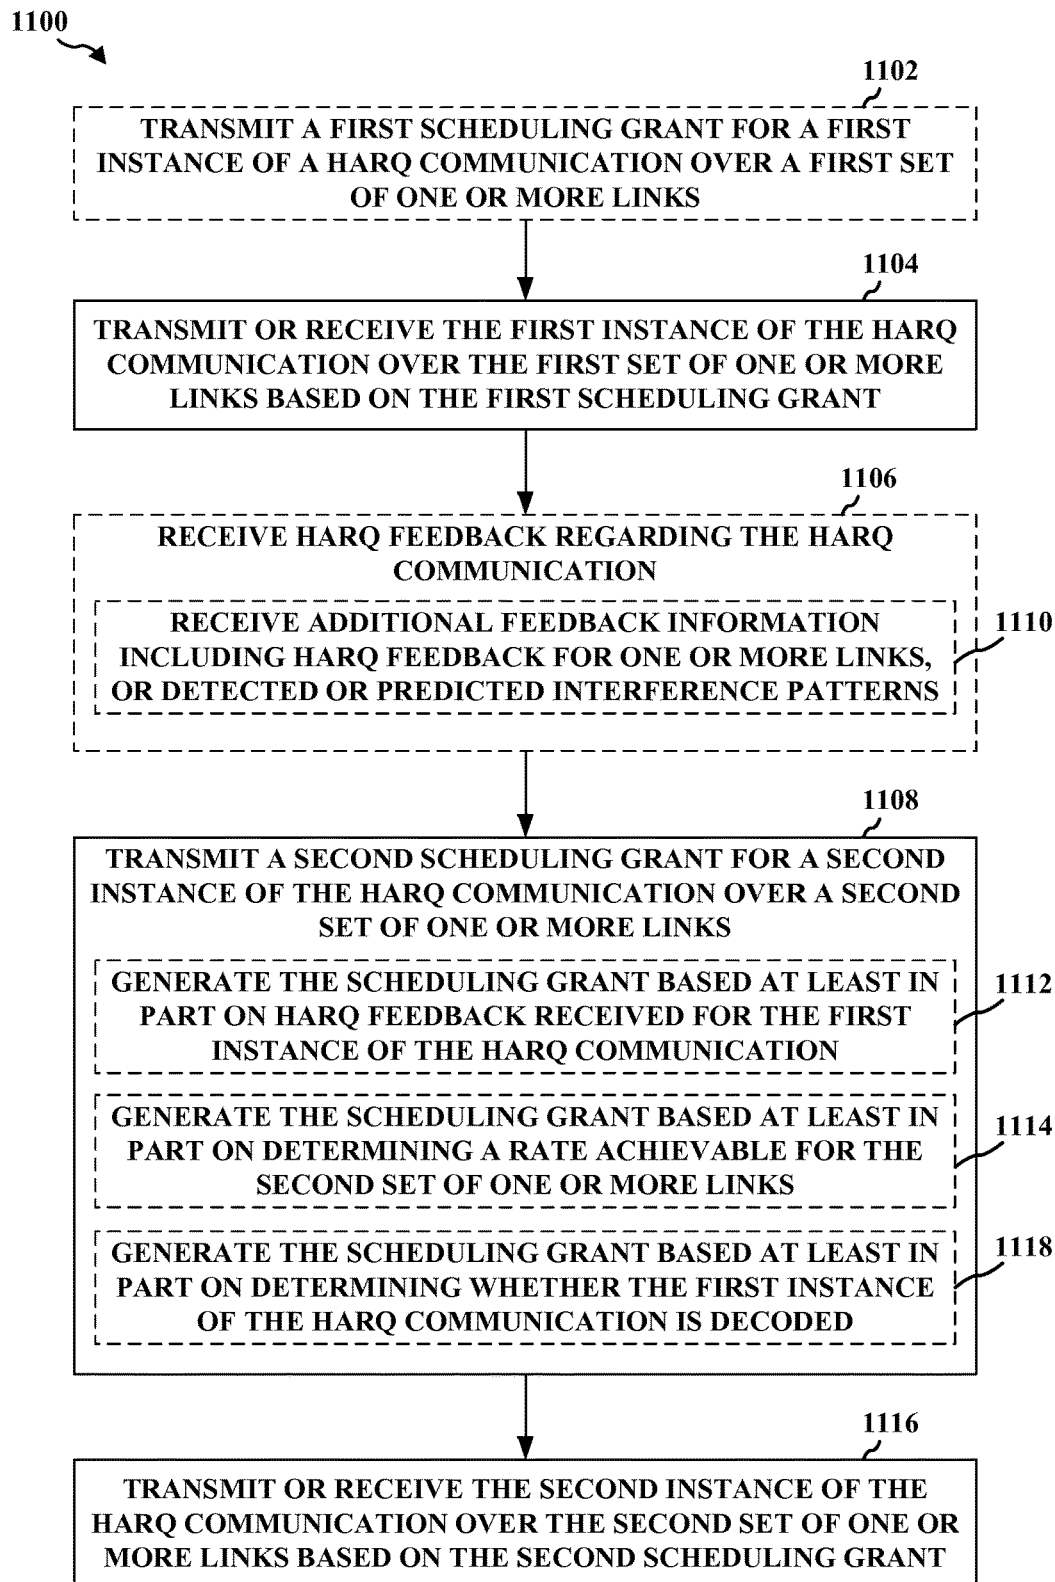 1100
1102
TRANSMIT A FIRST SCHEDULING GRANT FOR A FIRST
INSTANCE OF A HARQ COMMUNICATION OVER A FIRST SET
OF ONE OR MORE LINKS
1104
TRANSMIT OR RECEIVE THE FIRST INSTANCE OF THE HARQ
COMMUNICATION OVER THE FIRST SET OF ONE OR MORE
LINKS BASED ON THE FIRST SCHEDULING GRANT
1106
RECEIVE HARQ FEEDBACK REGARDING THE HARQ
COMMUNICATION
RECEIVE ADDITIONAL FEEDBACK INFORMATION
INCLUDING HARQ FEEDBACK FOR ONE OR MORE LINKS,
OR DETECTED OR PREDICTED INTERFERENCE PATTERNS
1110
1108
TRANSMIT A SECOND SCHEDULING GRANT FOR A SECOND
INSTANCE OF THE HARQ COMMUNICATION OVER A SECOND
SET OF ONE OR MORE LINKS
GENERATE THE SCHEDULING GRANT BASED AT LEAST IN
PART ON HARQ FEEDBACK RECEIVED FOR THE FIRST
INSTANCE OF THE HARQ COMMUNICATION
1112
GENERATE THE SCHEDULING GRANT BASED AT LEAST IN
PART ON DETERMINING A RATE ACHIEVABLE FOR THE
SECOND SET OF ONE OR MORE LINKS
1114
GENERATE THE SCHEDULING GRANT BASED AT LEAST IN
PART ON DETERMINING WHETHER THE FIRST INSTANCE
OF THE HARQ COMMUNICATION IS DECODED
1118
1116
TRANSMIT OR RECEIVE THE SECOND INSTANCE OF THE
HARQ COMMUNICATION OVER THE SECOND SET OF ONE OR
MORE LINKS BASED ON THE SECOND SCHEDULING GRANT